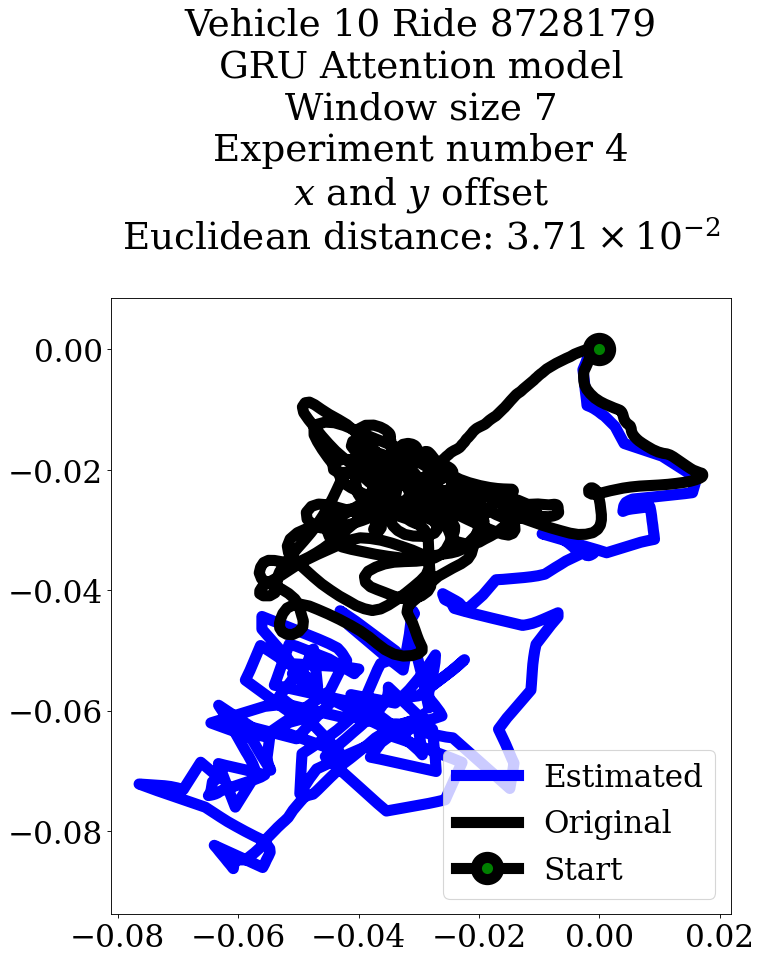 Vehicle 10 Ride 8728179
GRU Attention model
Window size 7
Experiment number 4
x and y offset
Euclidean distance: 3.71 × 10⁻²
0.00
−0.02
−0.04
−0.06
−0.08
Estimated
Original
Start
−0.08 −0.06 −0.04 −0.02 0.00 0.02